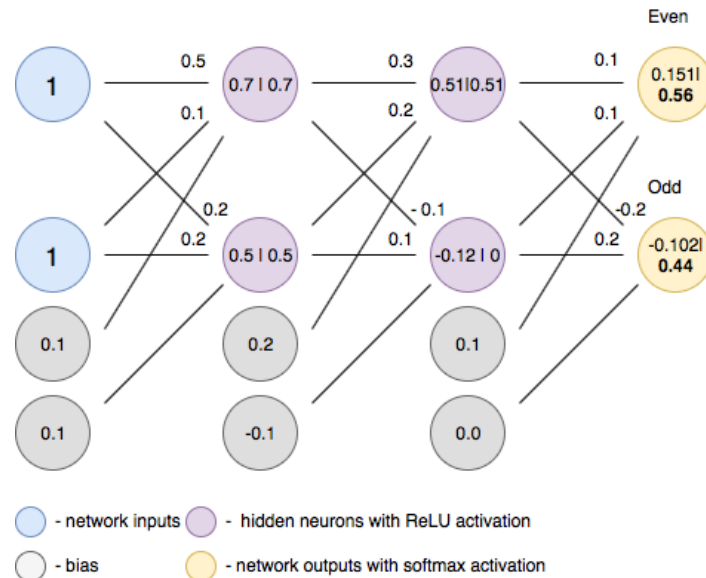 Even
0.5
0.3
0.1
1
0.7 | 0.7
0.51|0.51
0.151|
0.56
0.1
0.2
0.1
Odd
0.2
- 0.1
-0.2
1
0.2
0.5 | 0.5
0.1
-0.12 | 0
0.2
-0.102|
0.44
0.1
0.2
0.1
0.1
-0.1
0.0
- network inputs
- hidden neurons with ReLU activation
- bias
- network outputs with softmax activation